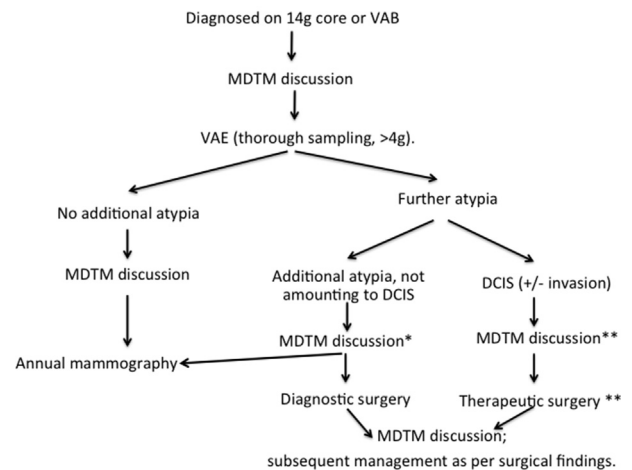 Diagnosed on 14g core or VAB
MDTM discussion
VAE (thorough sampling, >4g).
No additional atypia
Further atypia
MDTM discussion
Additional atypia, not
amounting to DCIS
DCIS (+/- invasion)
MDTM discussion*
MDTM discussion**
Annual mammography
Diagnostic surgery
Therapeutic surgery **
MDTM discussion;
subsequent management as per surgical findings.